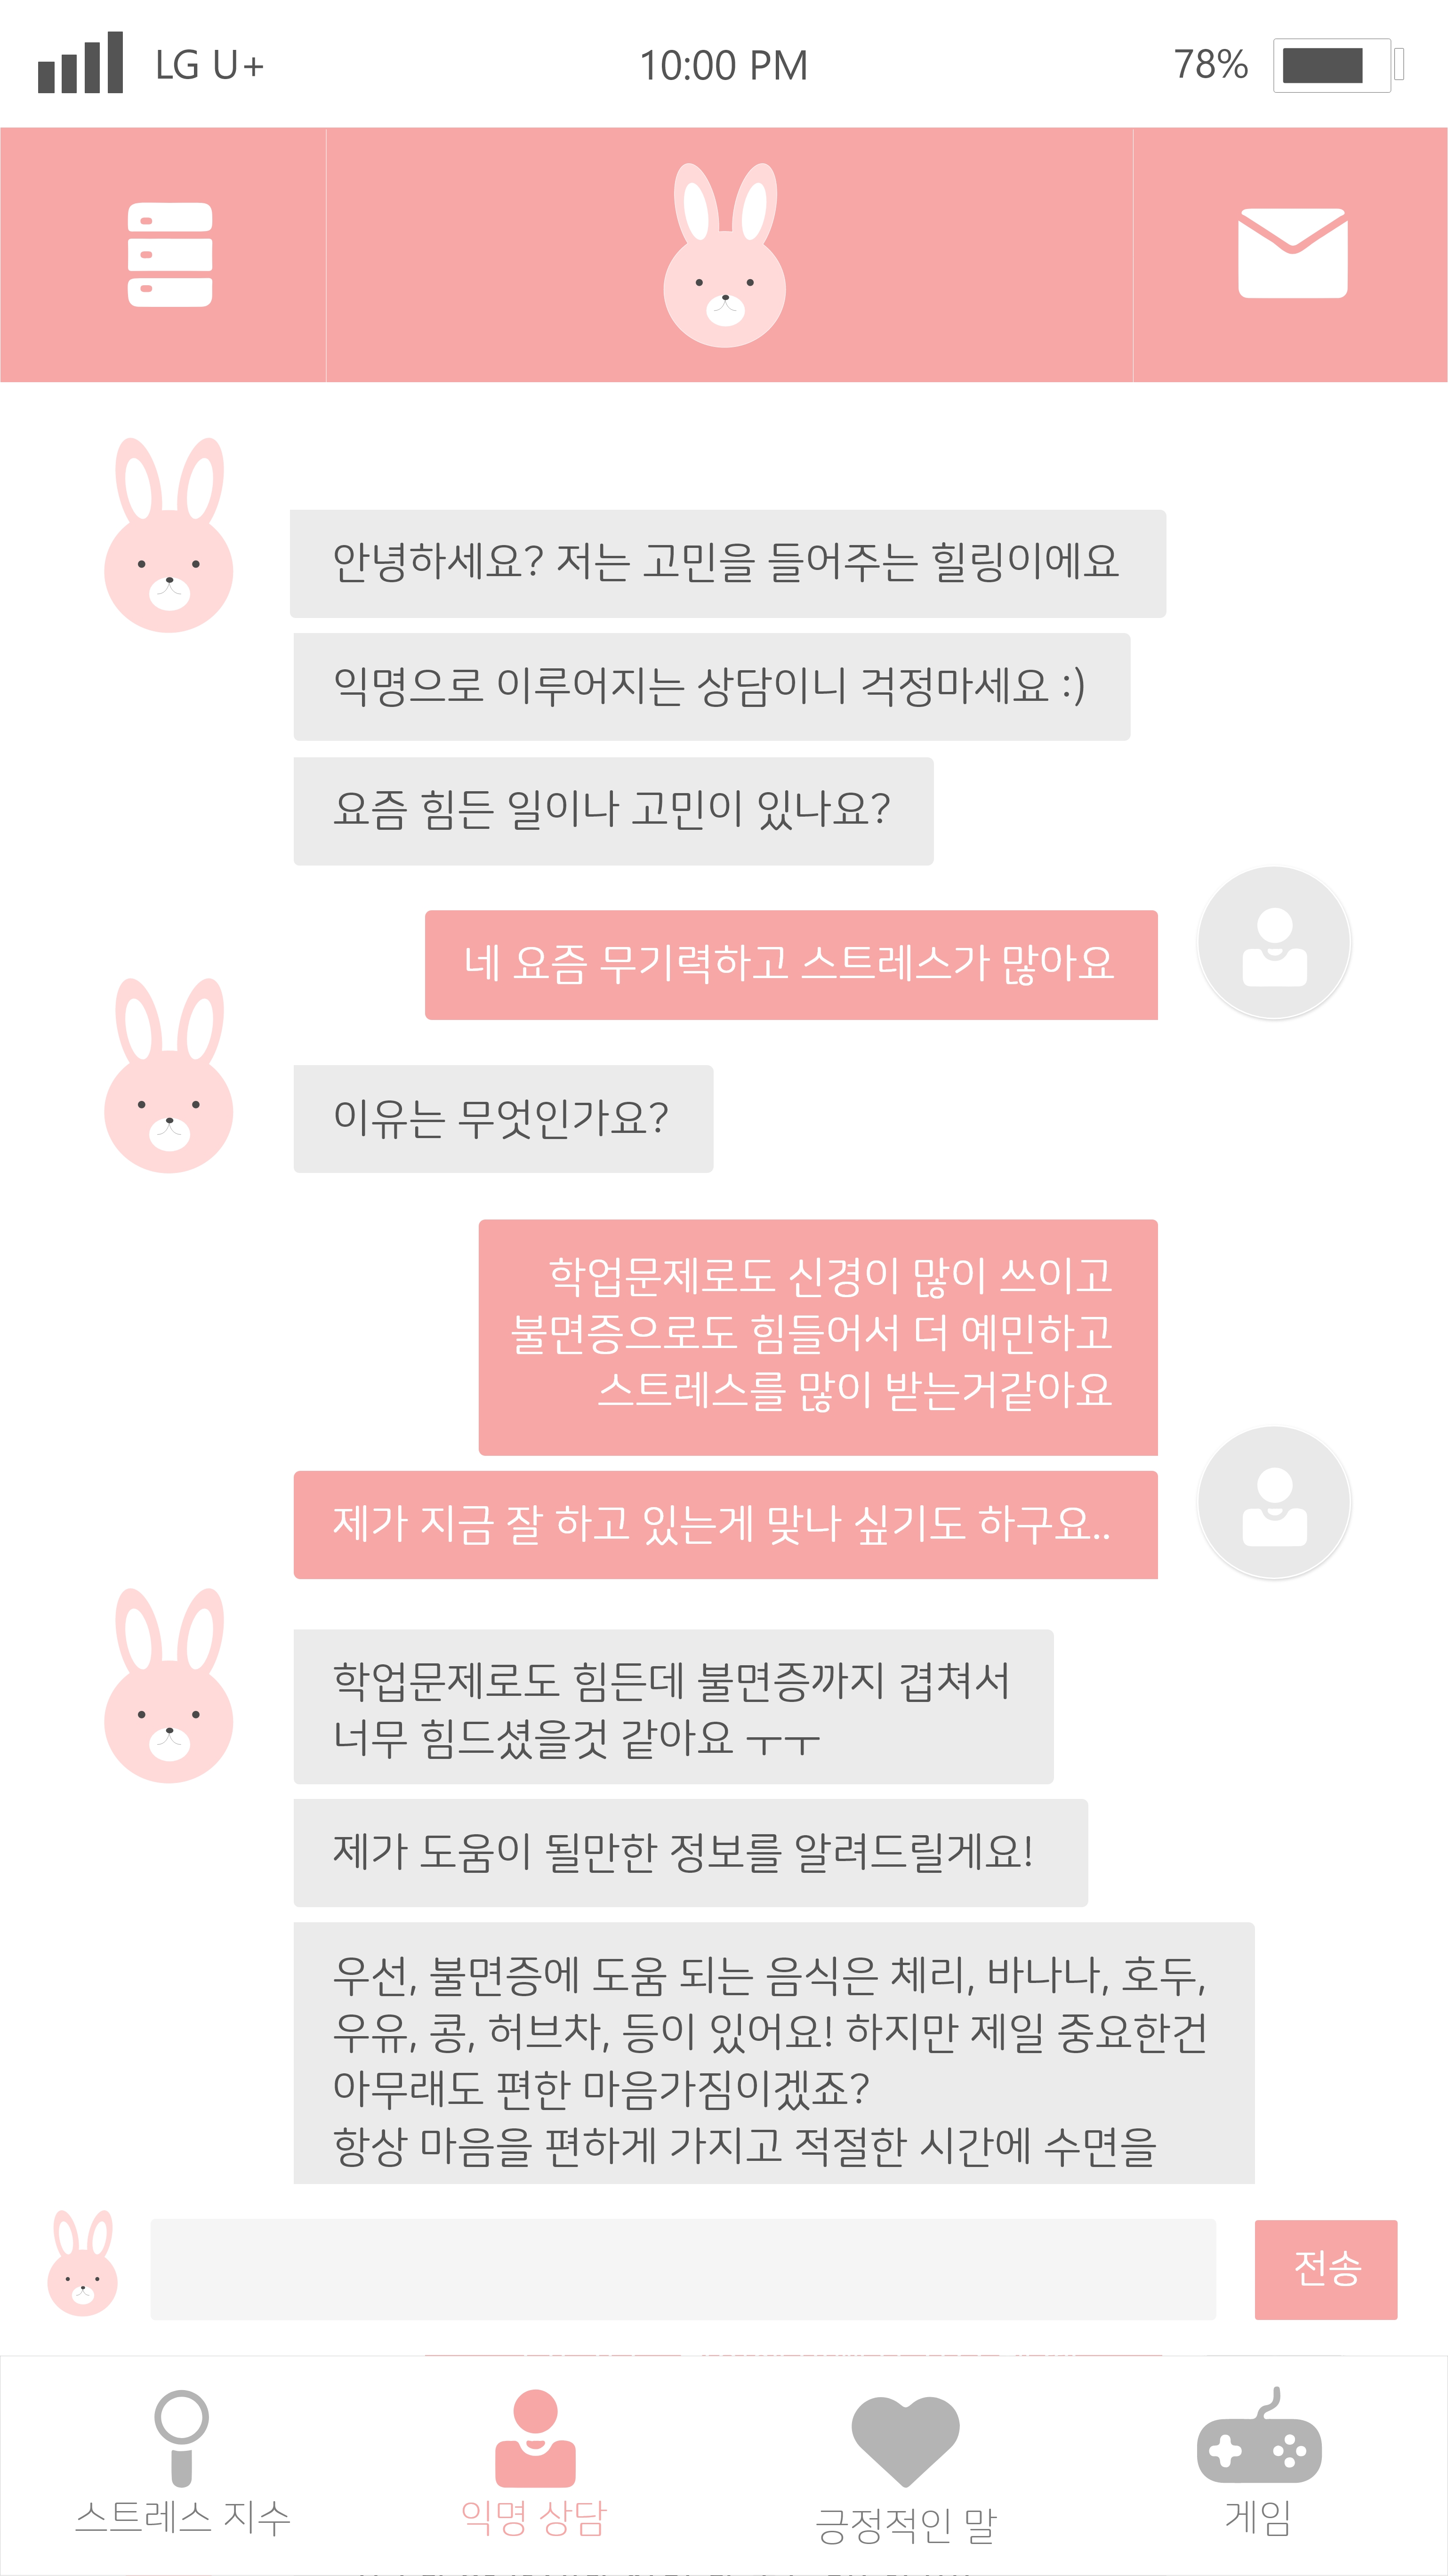 LG U+
10:00 PM
78%
안녕하세요? 저는 고민을 들어주는 힐링이에요
익명으로 이루어지는 상담이니 걱정마세요 :)
요즘 힘든 일이나 고민이 있나요?
네 요즘 무기력하고 스트레스가 많아요
이유는 무엇인가요?
학업문제로도 신경이 많이 쓰이고
불면증으로도 힘들어서 더 예민하고
스트레스를 많이 받는거같아요
제가 지금 잘 하고 있는게 맞나 싶기도 하구요..
학업문제로도 힘든데 불면증까지 겹쳐서
너무 힘드셨을것 같아요 ㅜㅜ
제가 도움이 될만한 정보를 알려드릴게요!
우선, 불면증에 도움 되는 음식은 체리, 바나나, 호두,
우유, 콩, 허브차, 등이 있어요! 하지만 제일 중요한건
아무래도 편한 마음가짐이겠죠?
항상 마음을 편하게 가지고 적절한 시간에 수면을
전송
스트레스 지수
익명 상담
긍정적인 말
게임